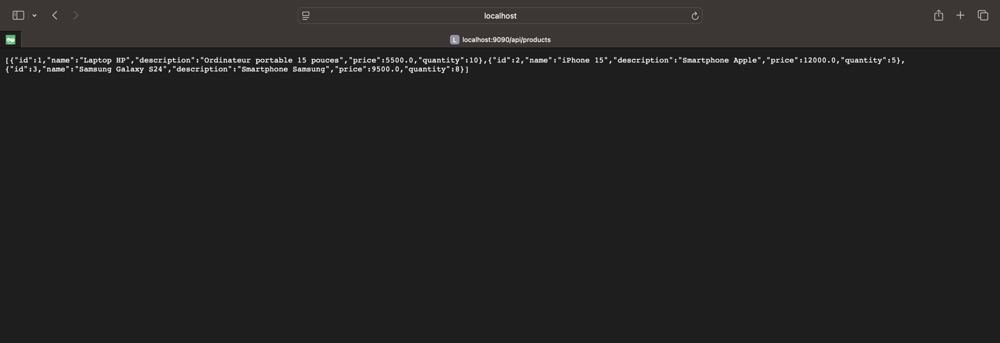 localhost
L localhost:9090/api/products
[{"id":1,"name":"Laptop HP","description":"Ordinateur portable 15 pouces","price":5500.0,"quantity":10},{"id":2,"name":"iPhone 15","description":"Smartphone Apple","price":12000.0,"quantity":5},
{"id":3,"name":"Samsung Galaxy S24","description":"Smartphone Samsung","price":9500.0,"quantity":8}]